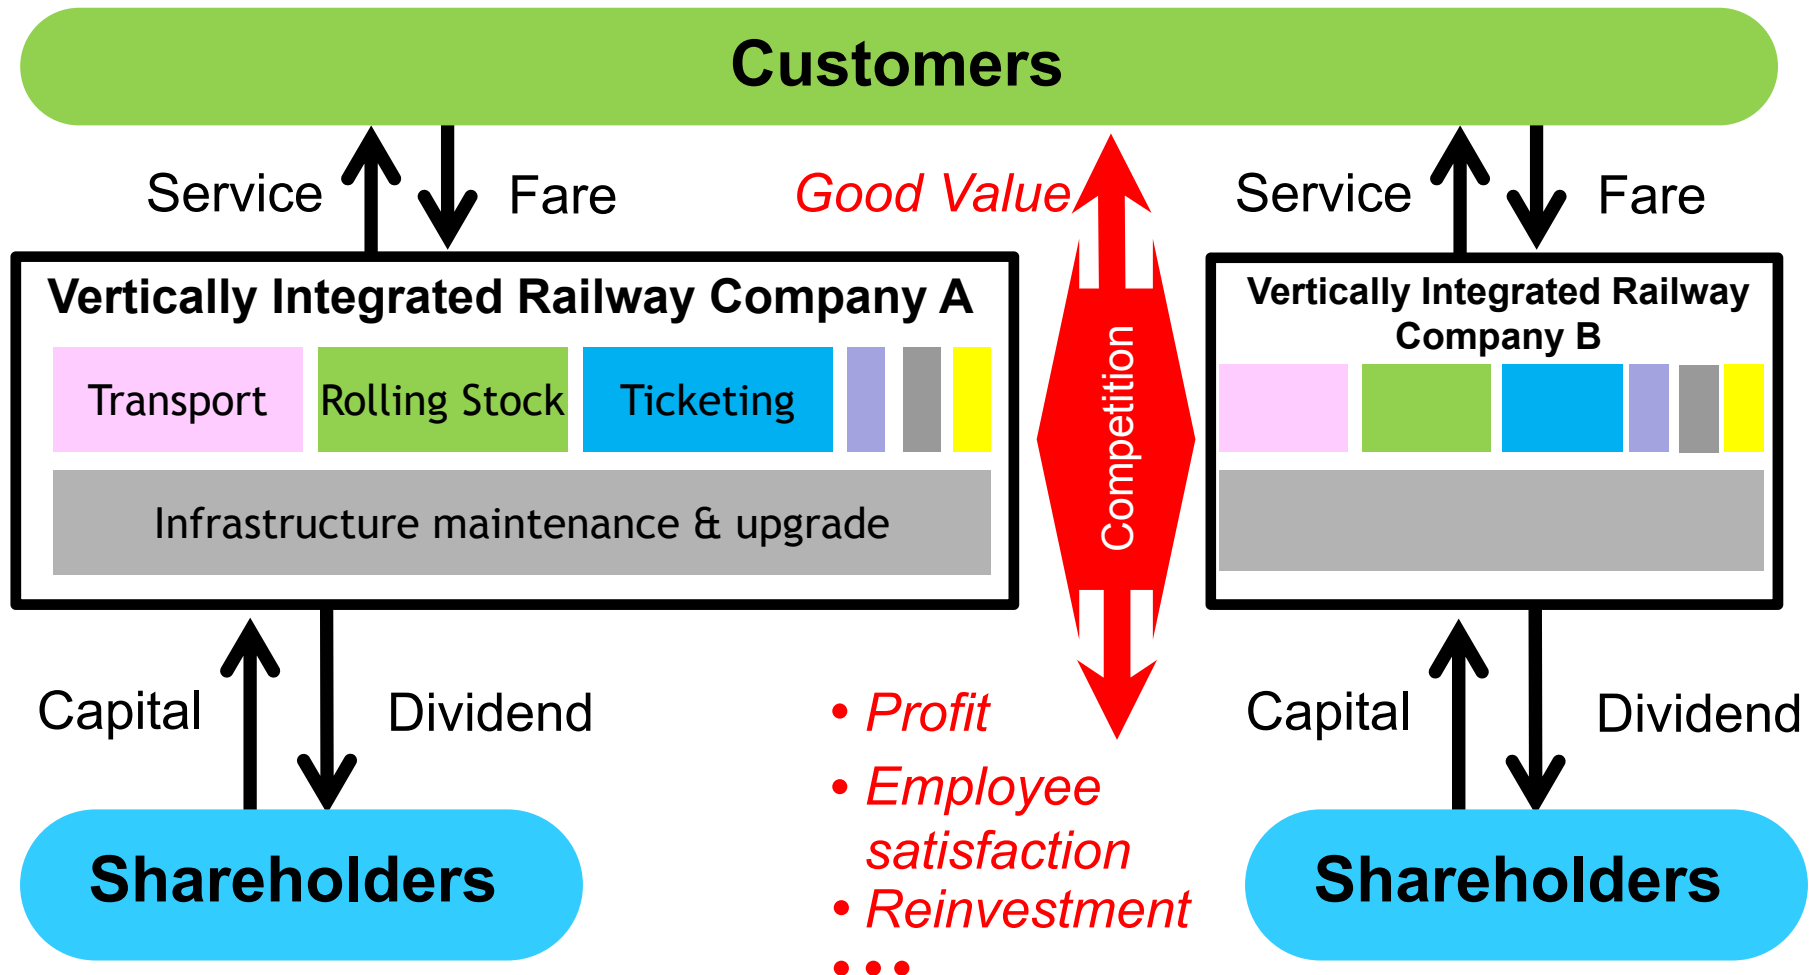 Customers
Service
Fare
Good Value
Service
Fare
Vertically Integrated Railway Company A
Transport
Rolling Stock
Ticketing
Infrastructure maintenance & upgrade
Competition
Vertically Integrated Railway
Company B
Capital
Dividend
• Profit
• Employee
satisfaction
• Reinvestment
• • •
Capital
Dividend
Shareholders
Shareholders